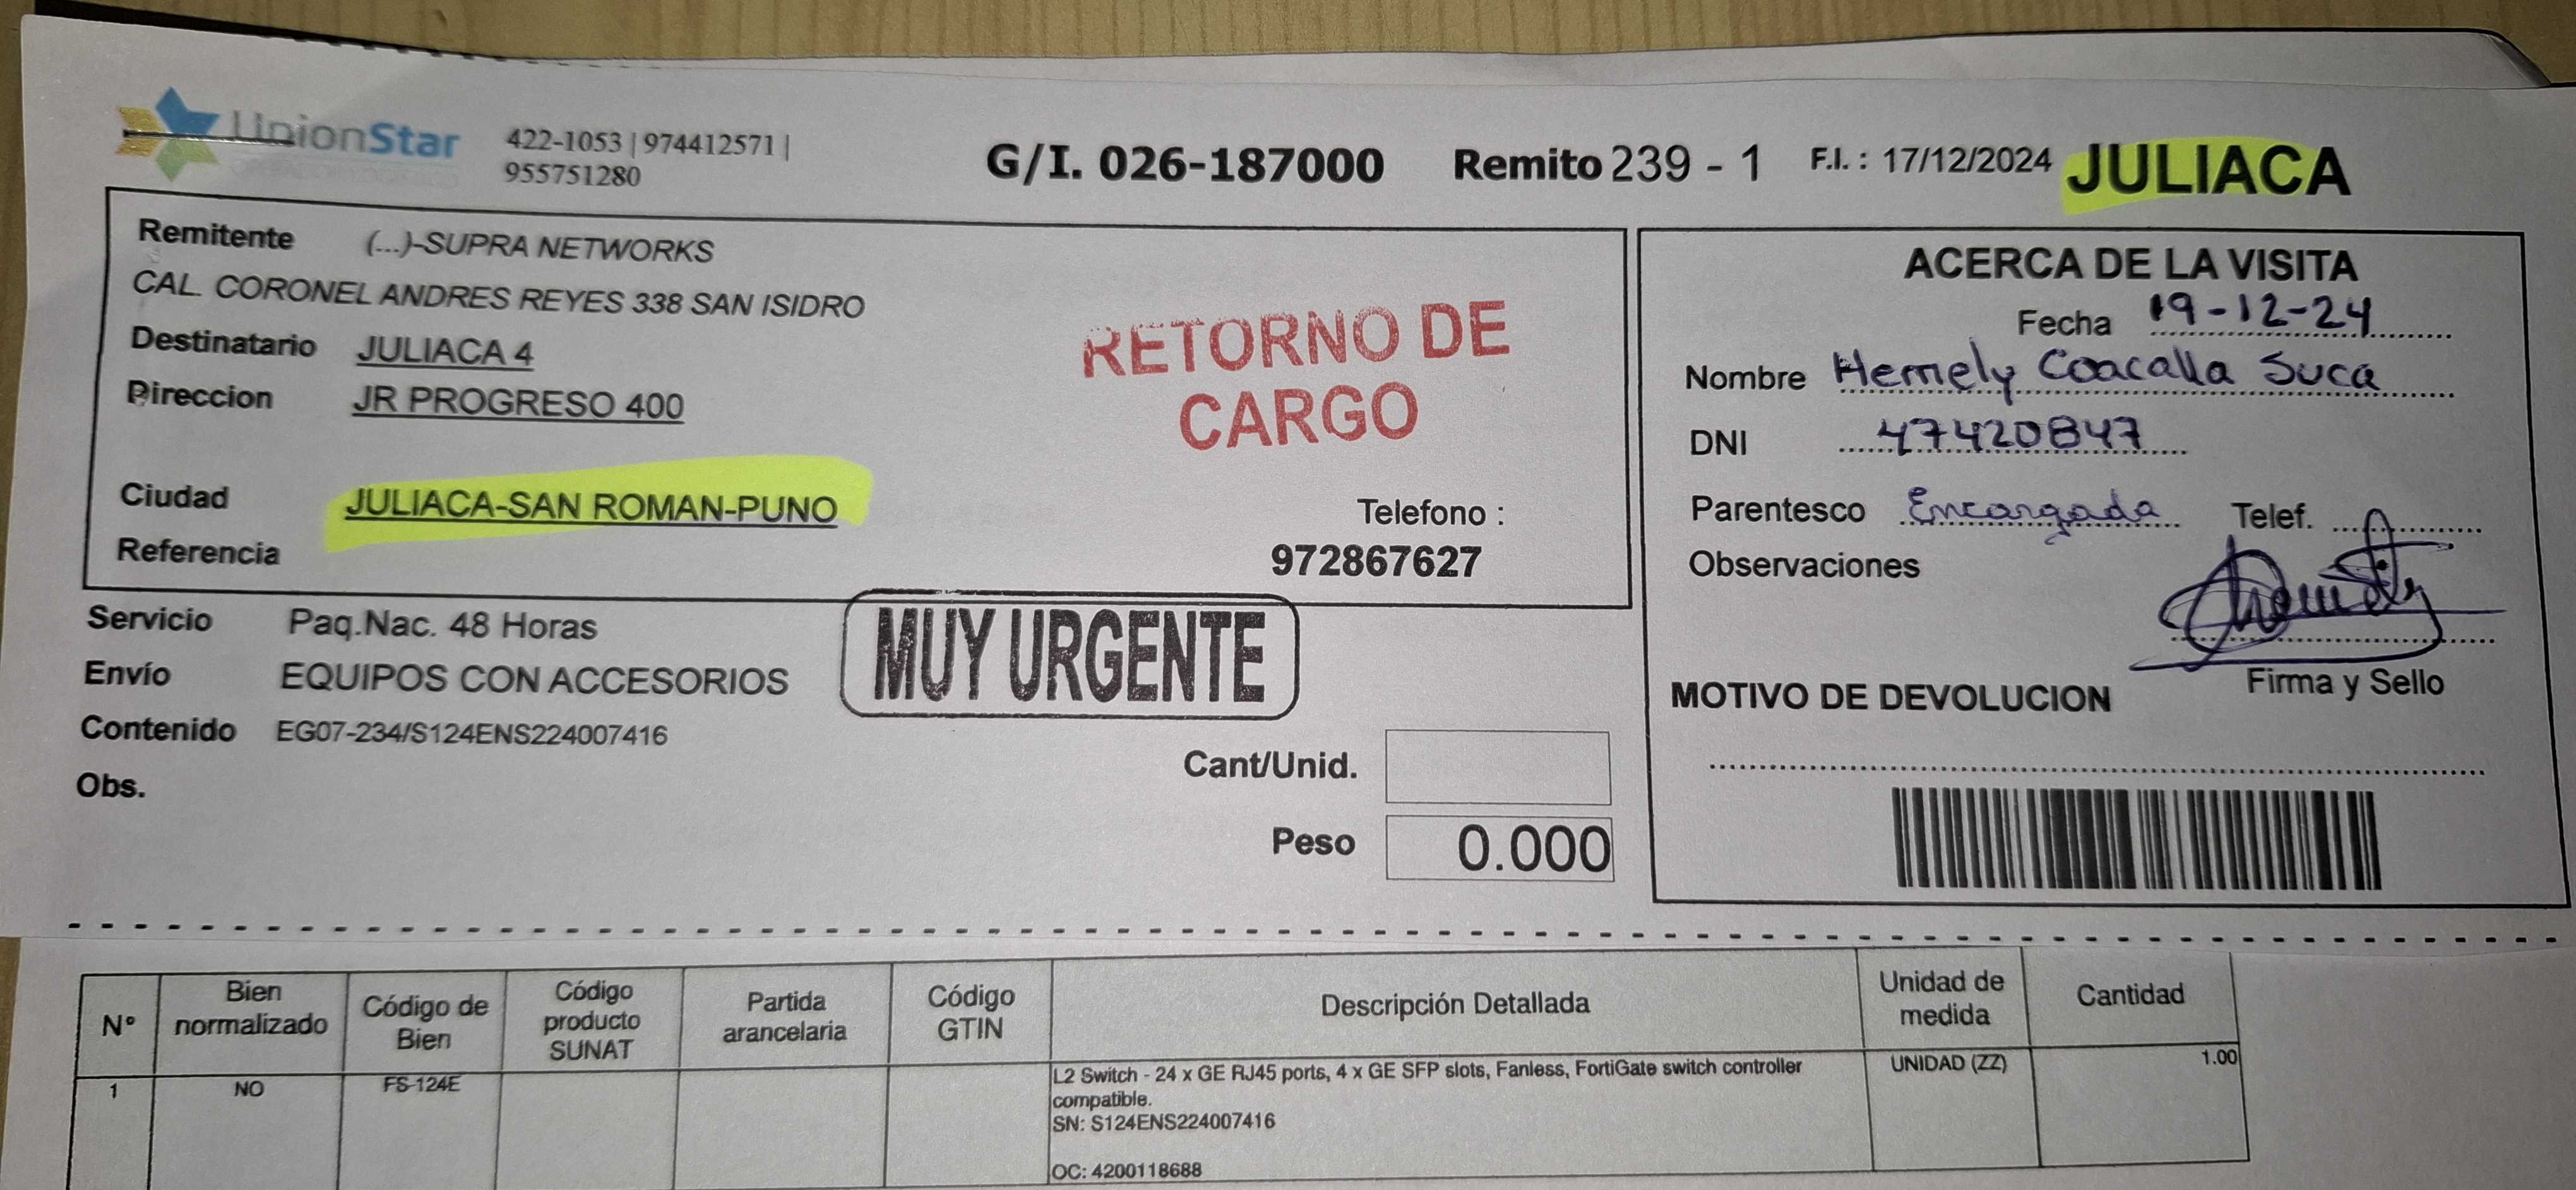 UnionStar
422-1053 | 974412571 |
955751280
G/I. 026-187000 Remito 239 - 1 F.I. : 17/12/2024 JULIACA
Remitente (...)-SUPRA NETWORKS
CAL. CORONEL ANDRES REYES 338 SAN ISIDRO
Destinatario JULIACA 4
Direccion JR PROGRESO 400
Ciudad JULIACA-SAN ROMAN-PUNO
Referencia
RETORNO DE
CARGO
Telefono :
972867627
Servicio Paq.Nac. 48 Horas
Envío EQUIPOS CON ACCESORIOS
Contenido EG07-234/S124ENS224007416
Obs.
MUY URGENTE
Cant/Unid.
Peso 0.000
ACERCA DE LA VISITA
Fecha 19-12-24
Nombre Hemely Coacalla Suca
DNI 47420847
Parentesco Encargada Telef.
Observaciones
Firma y Sello
MOTIVO DE DEVOLUCION
N° Bien normalizado Código de Bien Código producto SUNAT Partida arancelaria Código GTIN Descripción Detallada Unidad de medida Cantidad
1 NO FS-124E L2 Switch - 24 x GE RJ45 ports, 4 x GE SFP slots, Fanless, FortiGate switch controller UNIDAD (ZZ) 1.00
compatible.
SN: S124ENS224007416
OC: 4200118688